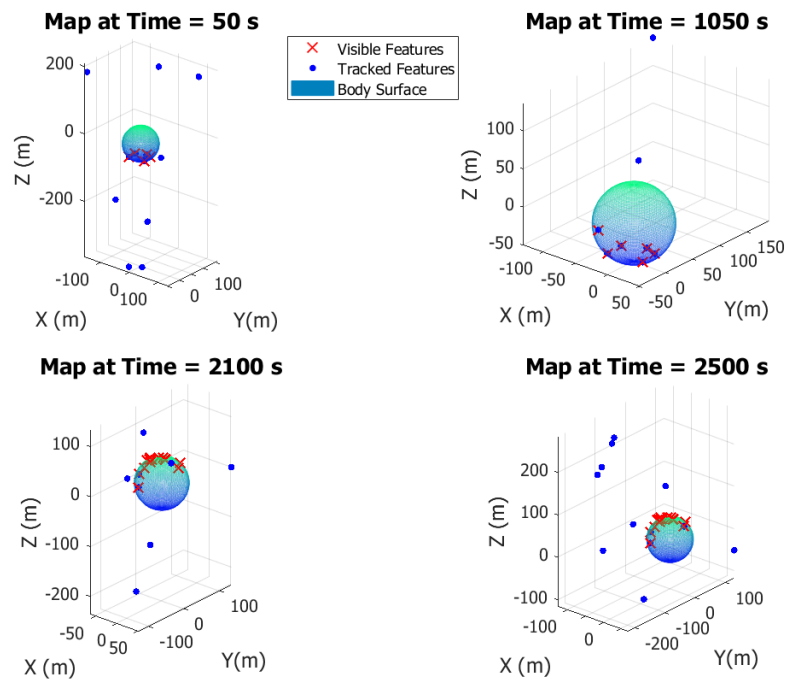 Map at Time = 50 s
200
0
-200
Z (m)
-100
0
100
X (m)
0
100
Y(m)
Visible Features
Tracked Features
Body Surface
Map at Time = 1050 s
100
50
0
-50
Z (m)
-100
-50
0
50
X (m)
-50
0
50
100
150
Y (m)
Map at Time = 2100 s
100
0
-100
-200
Z (m)
-50
0
50
X (m)
-100
0
100
Y(m)
Map at Time = 2500 s
200
100
0
-100
Z (m)
-100
0
X (m)
-200
-100
0
100
Y(m)